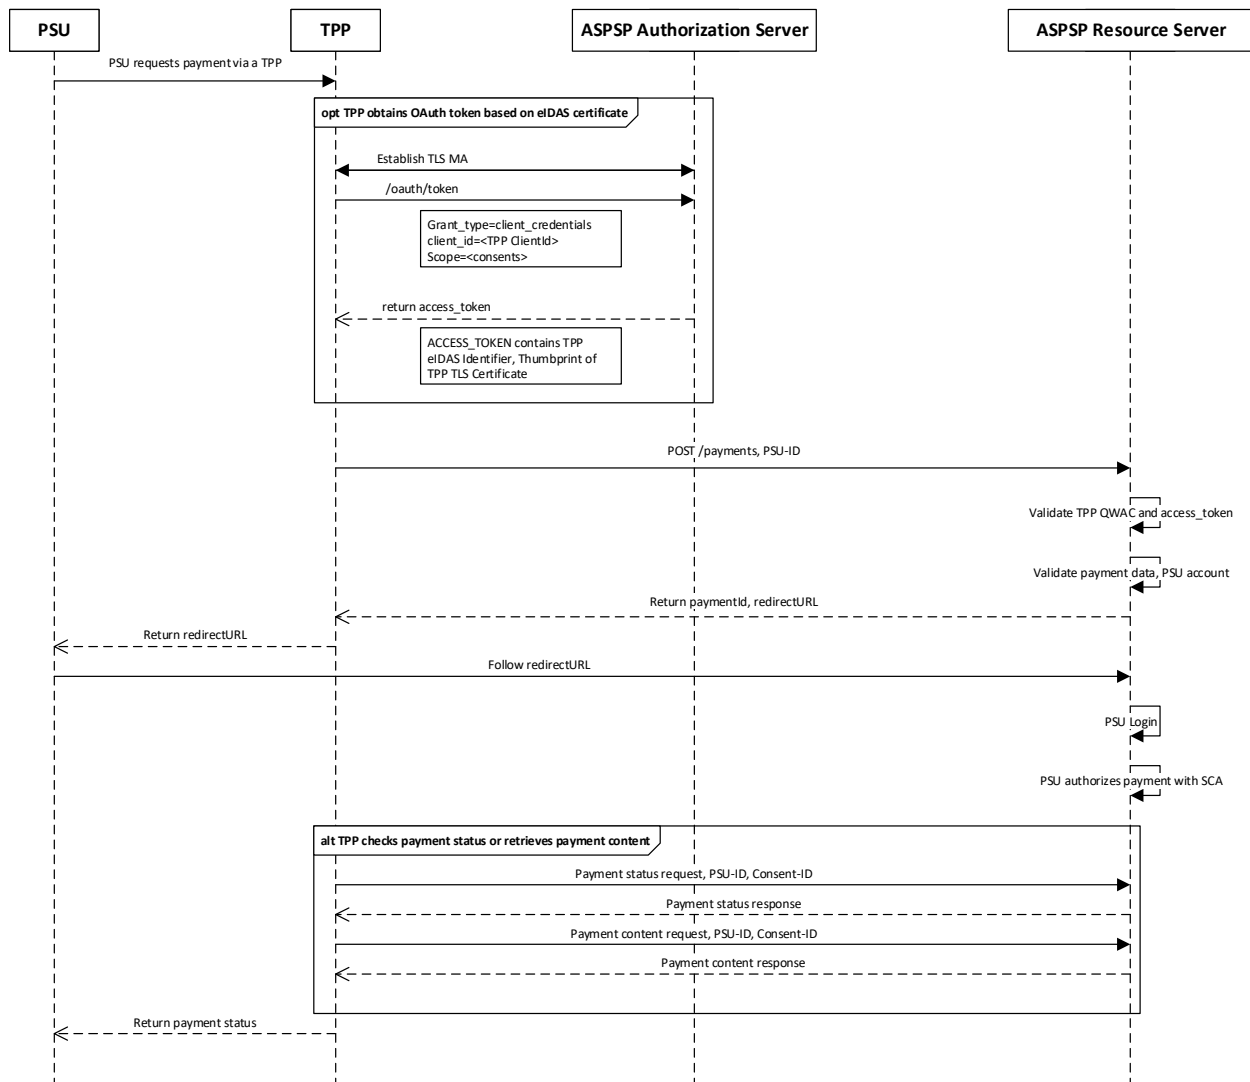 PSU
TPP
ASPSP Authorization Server
ASPSP Resource Server
PSU requests payment via a TPP
opt TPP obtains OAuth token based on eIDAS certificate
Establish TLS MA
/oauth/token
Grant_type=client_credentials
client_id=<TPP ClientId>
Scope=<consents>
return access_token
ACCESS_TOKEN contains TPP
eIDAS Identifier, Thumbprint of
TPP TLS Certificate
POST /payments, PSU-ID
Validate TPP QWAC and access_token
Validate payment data, PSU account
Return paymentId, redirectURL
Return redirectURL
Follow redirectURL
PSU Login
PSU authorizes payment with SCA
alt TPP checks payment status or retrieves payment content
Payment status request, PSU-ID, Consent-ID
Payment status response
Payment content request, PSU-ID, Consent-ID
Payment content response
Return payment status